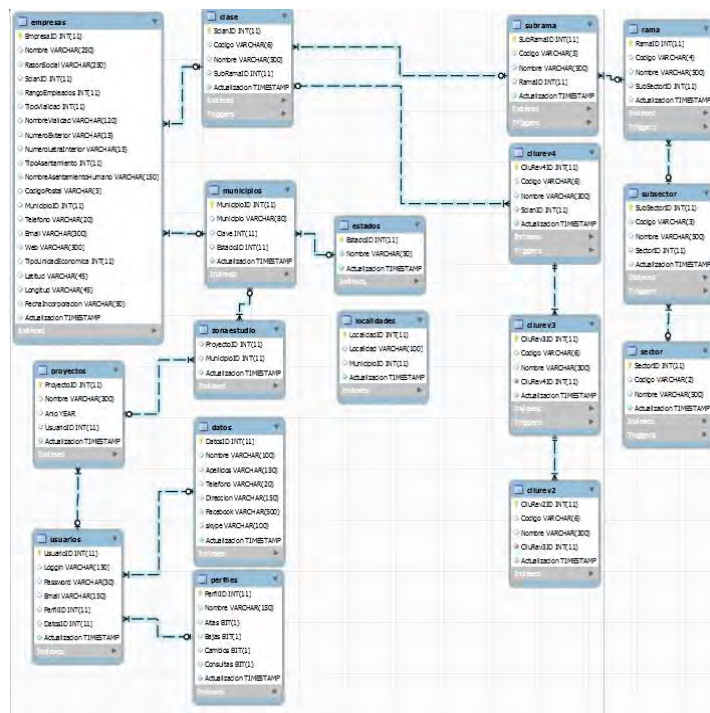 empresas
EmpresaID INT(11)
Nombre VARCHAR(250)
RazonSocial VARCHAR(250)
ScianID INT(11)
RangoEmpleados INT(11)
TipoVialidad INT(11)
NombreVialidad VARCHAR(120)
NumeroExterior VARCHAR(15)
NumeroLetraInterior VARCHAR(15)
TipoAsentamiento INT(11)
NombreAsentamientoHumano VARCHAR(150)
CodigoPostal VARCHAR(5)
MunicipioID INT(11)
Telefono VARCHAR(20)
Email VARCHAR(300)
Web VARCHAR(300)
TipoUnidadEconomica INT(11)
Latitud VARCHAR(45)
Longitud VARCHAR(45)
FechaIncorporacion VARCHAR(50)
Actualizacion TIMESTAMP
Indexes
clase
ScianID INT(11)
Codigo VARCHAR(6)
Nombre VARCHAR(500)
SubRamaID INT(11)
Actualizacion TIMESTAMP
Indexes
Triggers
subrama
SubRamaID INT(11)
Codigo VARCHAR(5)
Nombre VARCHAR(500)
RamaID INT(11)
Actualizacion TIMESTAMP
Indexes
Triggers
rama
RamaID INT(11)
Codigo VARCHAR(4)
Nombre VARCHAR(500)
SubSectorID INT(11)
Actualizacion TIMESTAMP
Indexes
Triggers
municipios
MunicipioID INT(11)
Municipio VARCHAR(80)
Clave INT(11)
EstadoID INT(11)
Actualizacion TIMESTAMP
Indexes
estados
EstadoID INT(11)
Nombre VARCHAR(50)
Actualizacion TIMESTAMP
Indexes
ciiurev4
CiiuRev4ID INT(11)
Codigo VARCHAR(6)
Nombre VARCHAR(300)
ScianID INT(11)
Actualizacion TIMESTAMP
Indexes
subsector
SubSectorID INT(11)
Codigo VARCHAR(3)
Nombre VARCHAR(500)
SectorID INT(11)
Actualizacion TIMESTAMP
Indexes
Triggers
zonaestudio
ProyectoID INT(11)
MunicipioID INT(11)
Actualizacion TIMESTAMP
Indexes
localidades
LocalidadID INT(11)
Localidad VARCHAR(100)
MunicipioID INT(11)
Actualizacion TIMESTAMP
Indexes
ciiurev3
CiiuRev3ID INT(11)
Codigo VARCHAR(6)
Nombre VARCHAR(300)
CiiuRev4ID INT(11)
Actualizacion TIMESTAMP
Indexes
Triggers
sector
SectorID INT(11)
Codigo VARCHAR(2)
Nombre VARCHAR(500)
Actualizacion TIMESTAMP
Indexes
Triggers
proyectos
ProyectoID INT(11)
Nombre VARCHAR(300)
Anio YEAR
UsuarioID INT(11)
Actualizacion TIMESTAMP
Indexes
datos
DatosID INT(11)
Nombre VARCHAR(100)
Apellidos VARCHAR(150)
Telefono VARCHAR(20)
Direccion VARCHAR(150)
Facebook VARCHAR(500)
skype VARCHAR(100)
Actualizacion TIMESTAMP
Indexes
ciiurev2
CiiuRev2ID INT(11)
Codigo VARCHAR(6)
Nombre VARCHAR(300)
CiiuRev3ID INT(11)
Actualizacion TIMESTAMP
Indexes
usuarios
UsuarioID INT(11)
Loggin VARCHAR(150)
Password VARCHAR(30)
Email VARCHAR(150)
PerfilID INT(11)
DatosID INT(11)
Actualizacion TIMESTAMP
Indexes
perfiles
PerfilID INT(11)
Nombre VARCHAR(150)
Altas BIT(1)
Bajas BIT(1)
Cambios BIT(1)
Consultas BIT(1)
Actualizacion TIMESTAMP
Indexes